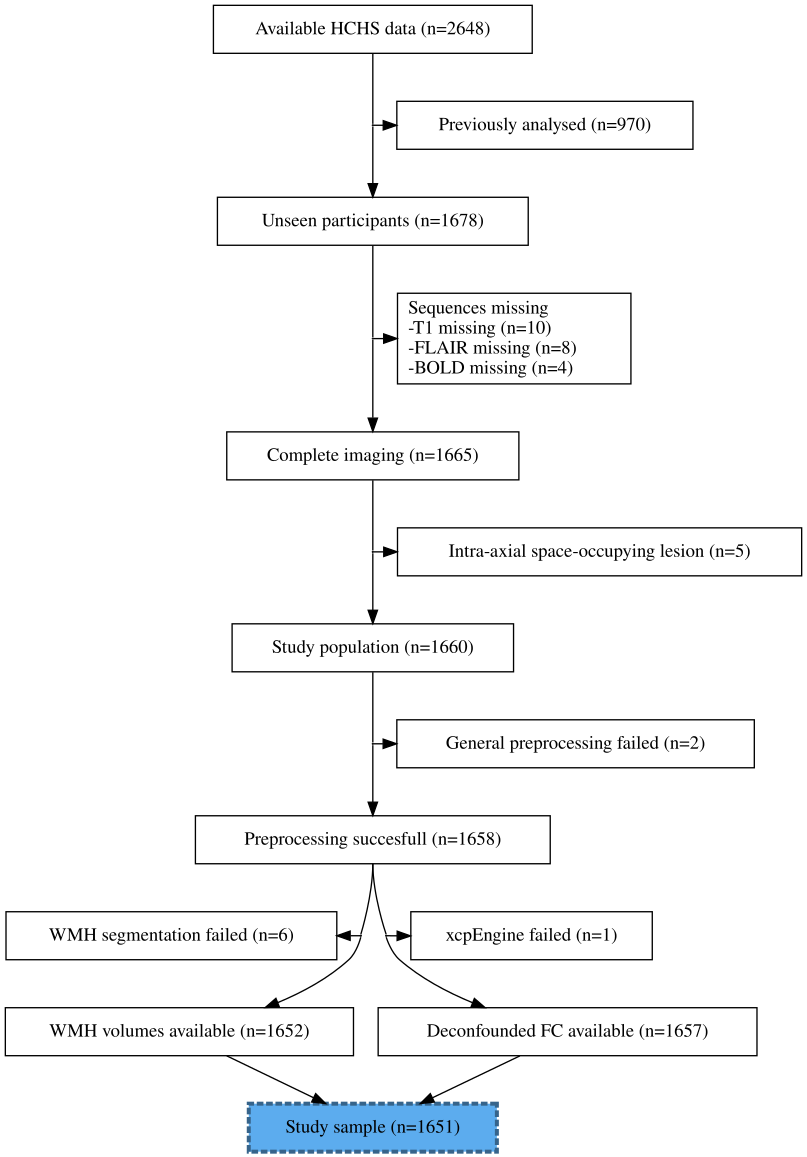 Available HCHS data (n=2648)
Previously analysed (n=970)
Unseen participants (n=1678)
Sequences missing
-T1 missing (n=10)
-FLAIR missing (n=8)
-BOLD missing (n=4)
Complete imaging (n=1665)
Intra-axial space-occupying lesion (n=5)
Study population (n=1660)
General preprocessing failed (n=2)
Preprocessing succesfull (n=1658)
WMH segmentation failed (n=6)
xcpEngine failed (n=1)
WMH volumes available (n=1652)
Deconfounded FC available (n=1657)
Study sample (n=1651)